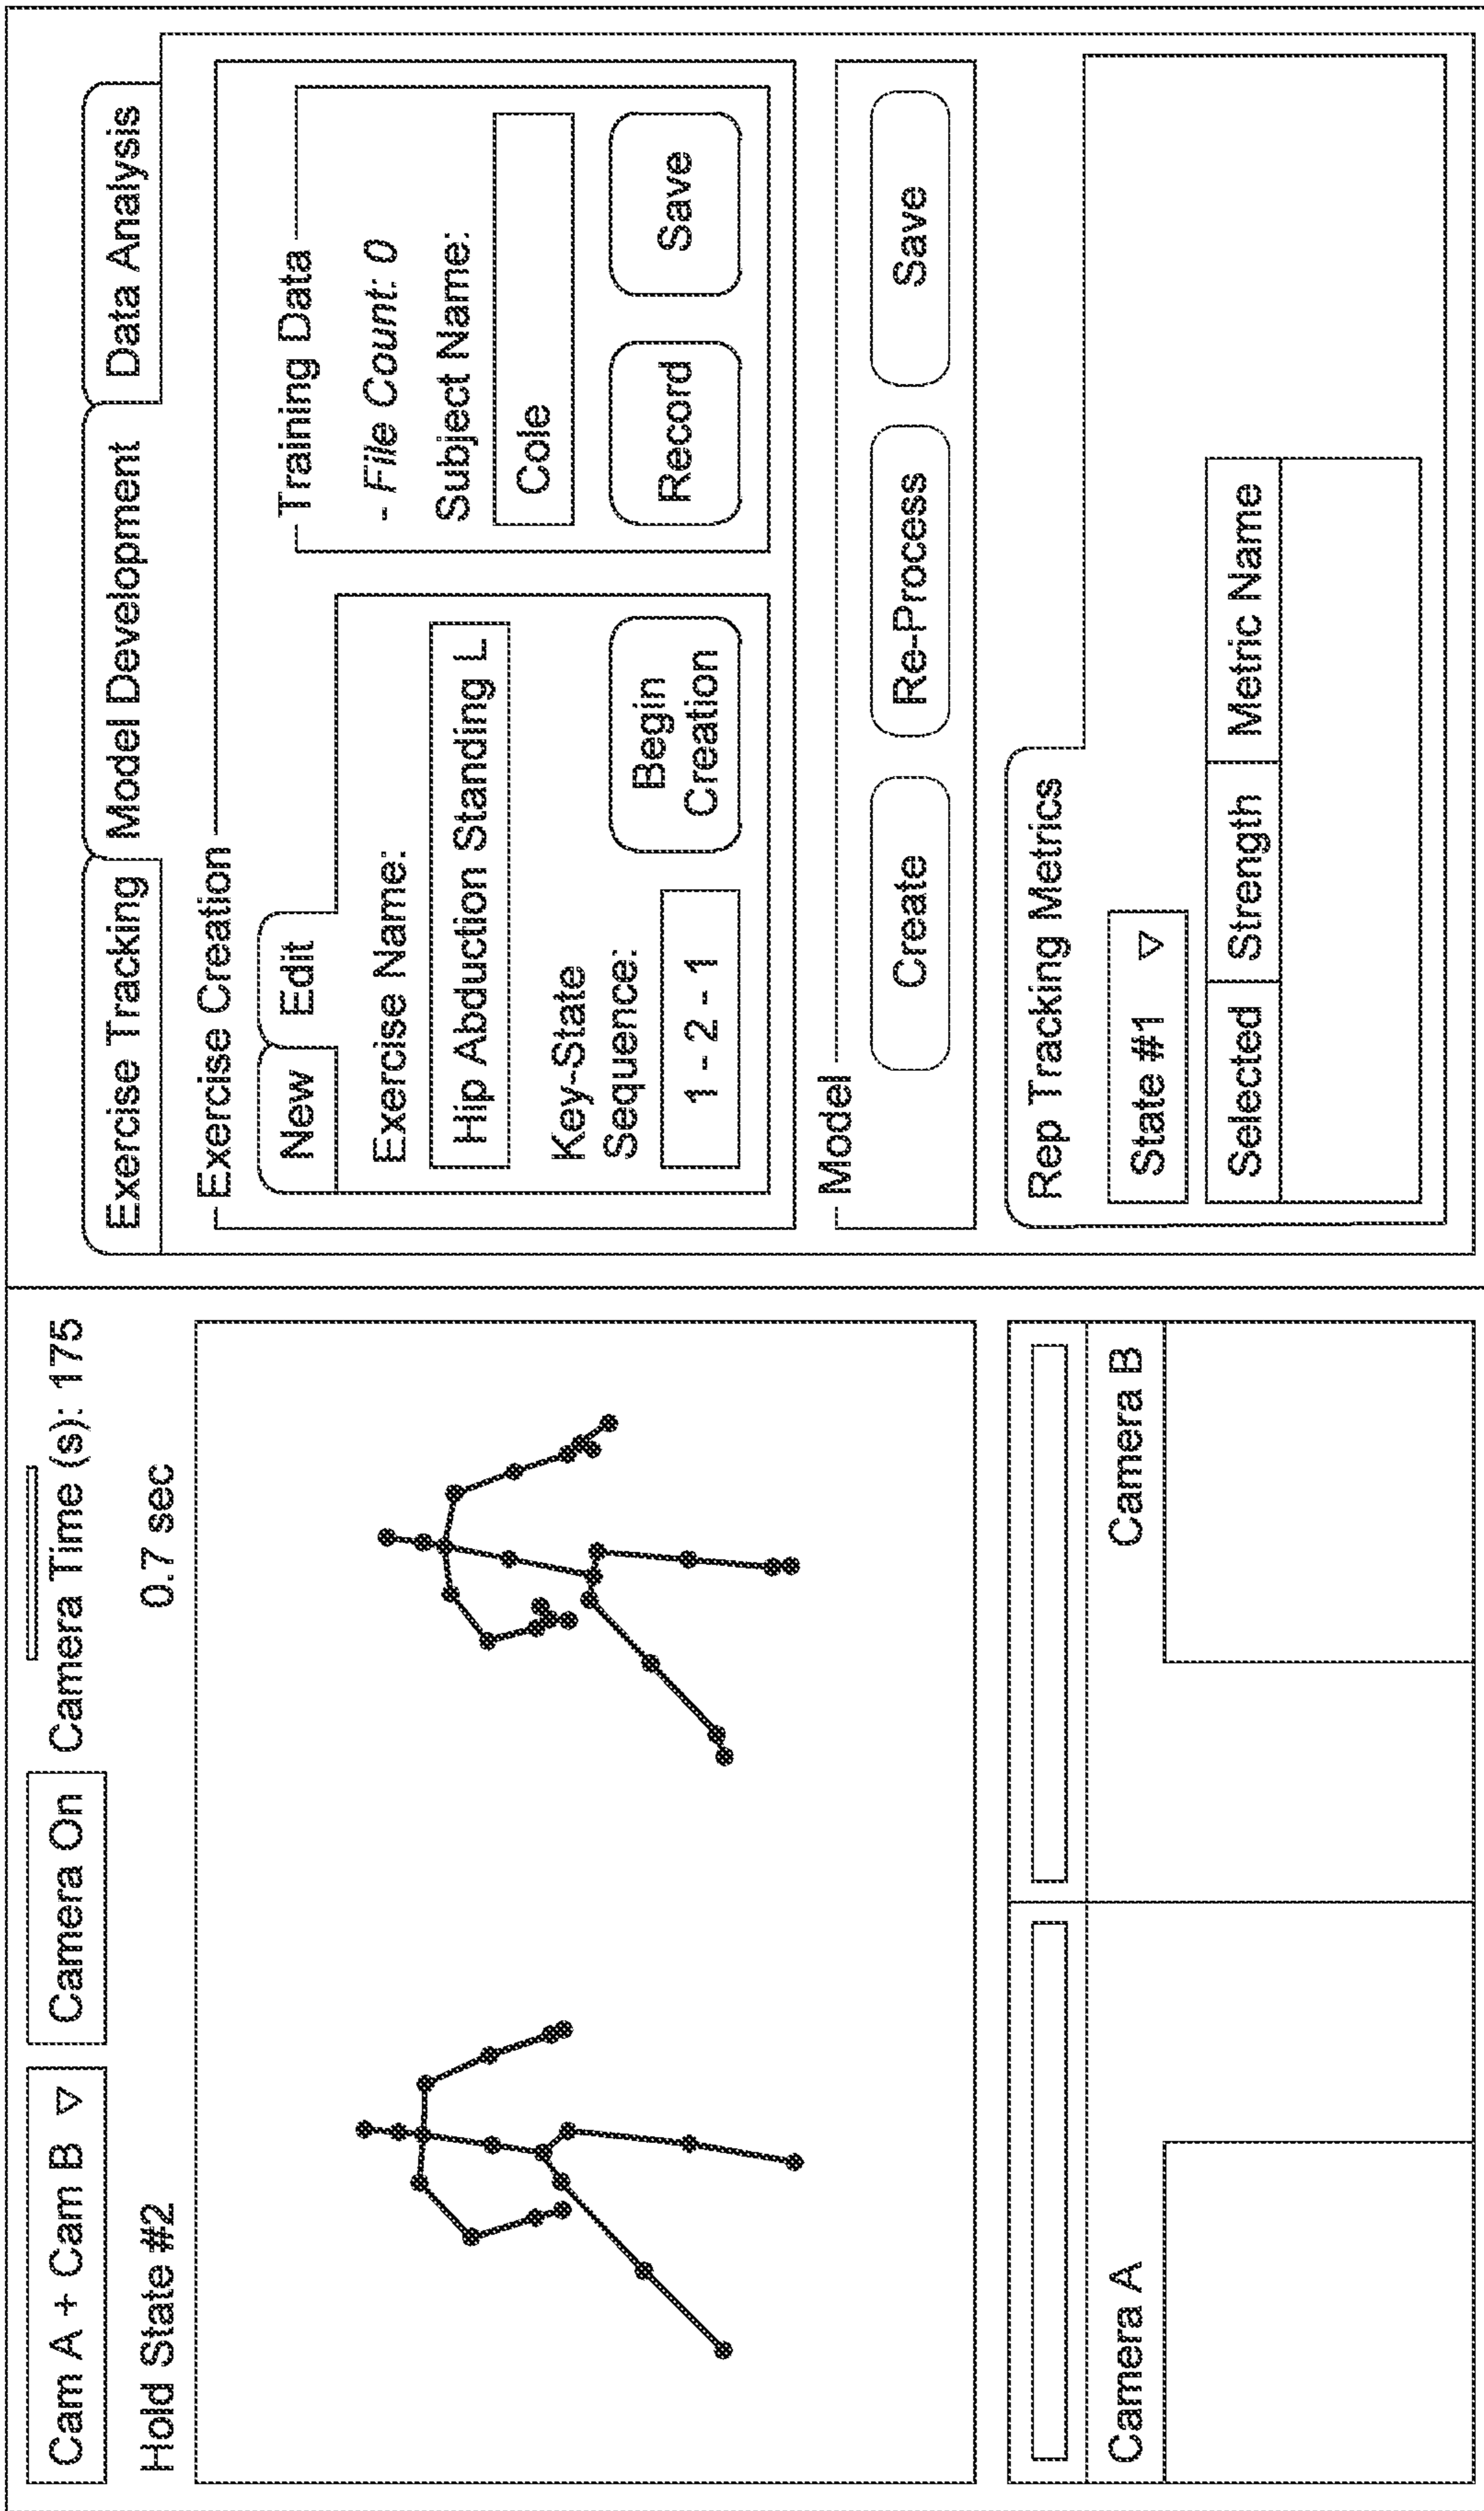 Cam A + Cam B ▽
Camera On
Camera Time (s): 175
Hold State #2
0.7 sec
Camera A
Camera B
Exercise Tracking
Model Development
Data Analysis
Exercise Creation
New
Edit
Exercise Name:
Hip Abduction Standing L
Key-State
Sequence:
1 - 2 - 1
Begin
Creation
Training Data
- File Count: 0
Subject Name:
Cole
Record
Save
Model
Create
Re-Process
Save
Rep Tracking Metrics
State #1 ▽
Selected
Strength
Metric Name